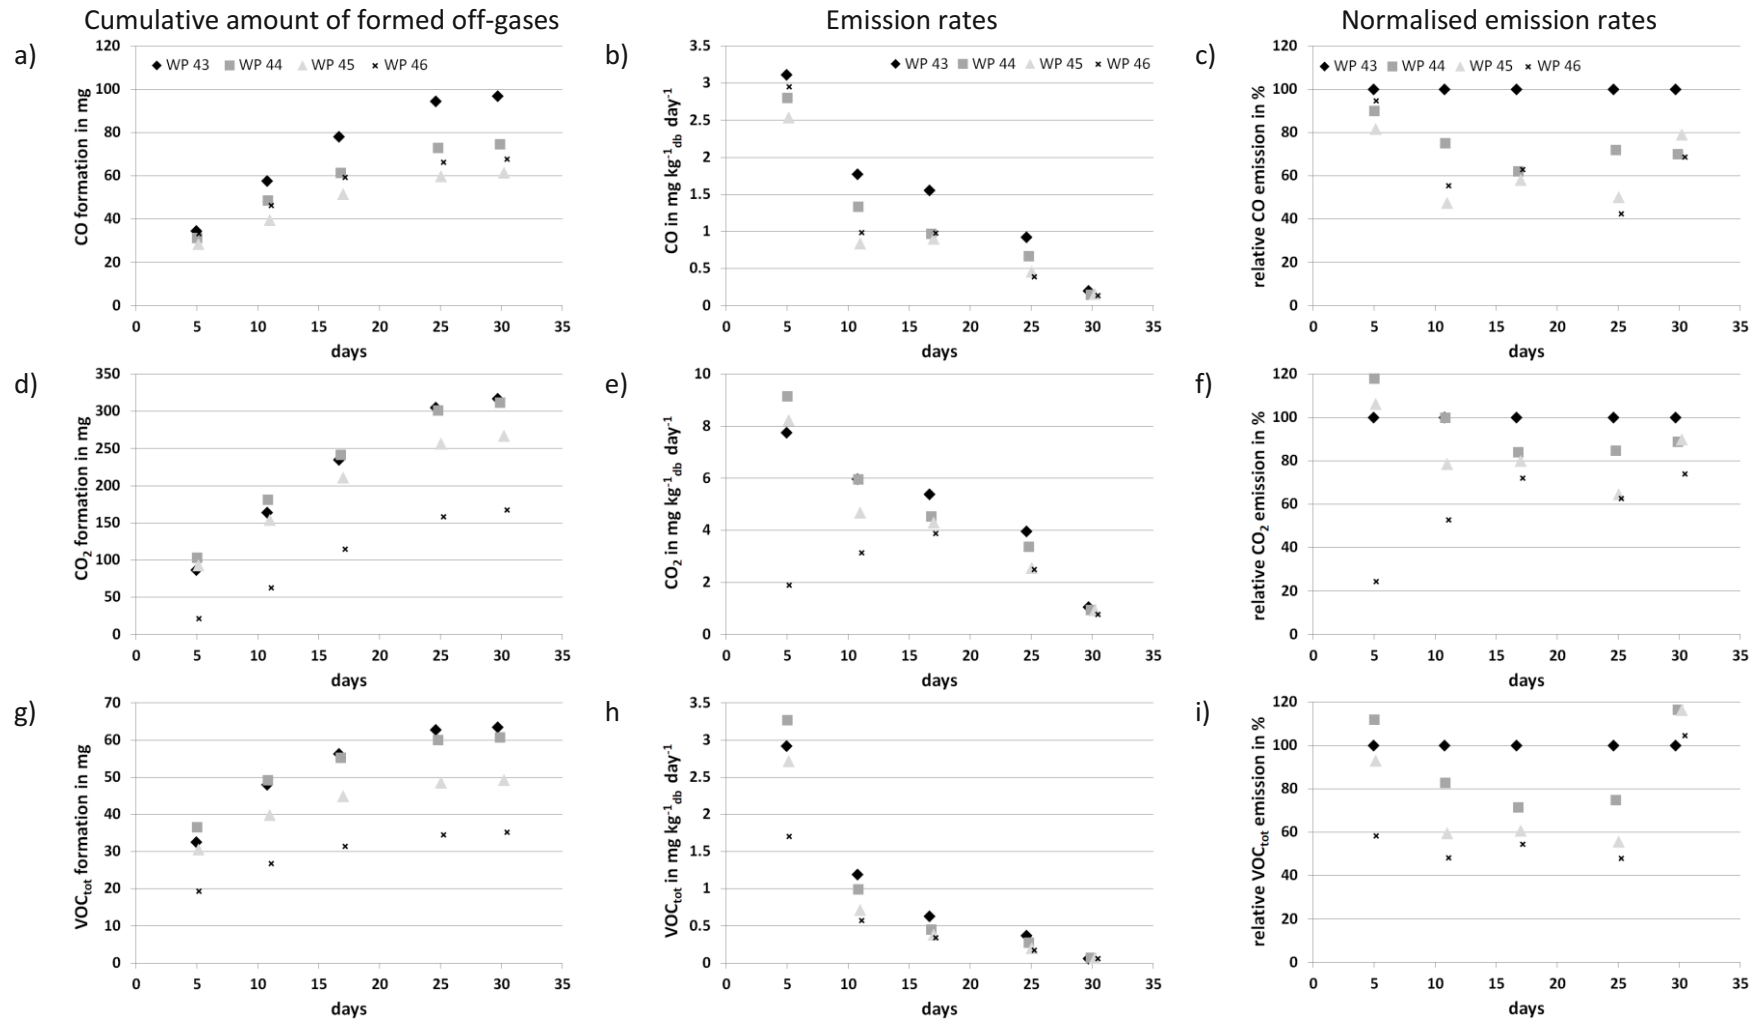 Cumulative amount of formed off-gases
Emission rates
Normalised emission rates
a)
CO formation in mg
120
100
80
60
40
20
0
WP 43 WP 44 WP 45 WP 46
0 5 10 15 20 25 30 35
days
b)
CO in mg kg⁻¹db day⁻¹
3.5
3
2.5
2
1.5
1
0.5
0
WP 43 WP 44 WP 45 WP 46
0 5 10 15 20 25 30 35
days
c)
relative CO emission in %
120
100
80
60
40
20
0
WP 43 WP 44 WP 45 WP 46
0 5 10 15 20 25 30 35
days
d)
CO₂ formation in mg
350
300
250
200
150
100
50
0
0 5 10 15 20 25 30 35
days
e)
CO₂ in mg kg⁻¹db day⁻¹
10
8
6
4
2
0
0 5 10 15 20 25 30 35
days
f)
relative CO₂ emission in %
120
100
80
60
40
20
0
0 5 10 15 20 25 30 35
days
g)
VOCtot formation in mg
70
60
50
40
30
20
10
0
0 5 10 15 20 25 30 35
days
h
VOCtot in mg kg⁻¹db day⁻¹
3.5
3
2.5
2
1.5
1
0.5
0
0 5 10 15 20 25 30 35
days
i)
relative VOCtot emission in %
120
100
80
60
40
20
0
0 5 10 15 20 25 30 35
days